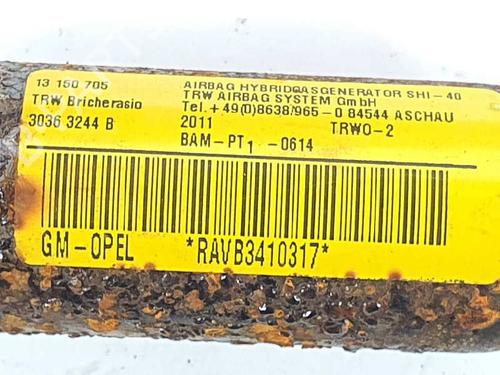 13 150 705
AIRBAG HYBRIDGASGENERATOR SHI-40
TRW Bricherasio
TRW AIRBAG SYSTEM GmbH
Tel.+49(0)8638/965-0 84544 ASCHAU
3036 3244 B
2011
TRWO-2
BAM-PT1 -0614
GM-OPEL
*RAVB3410317*